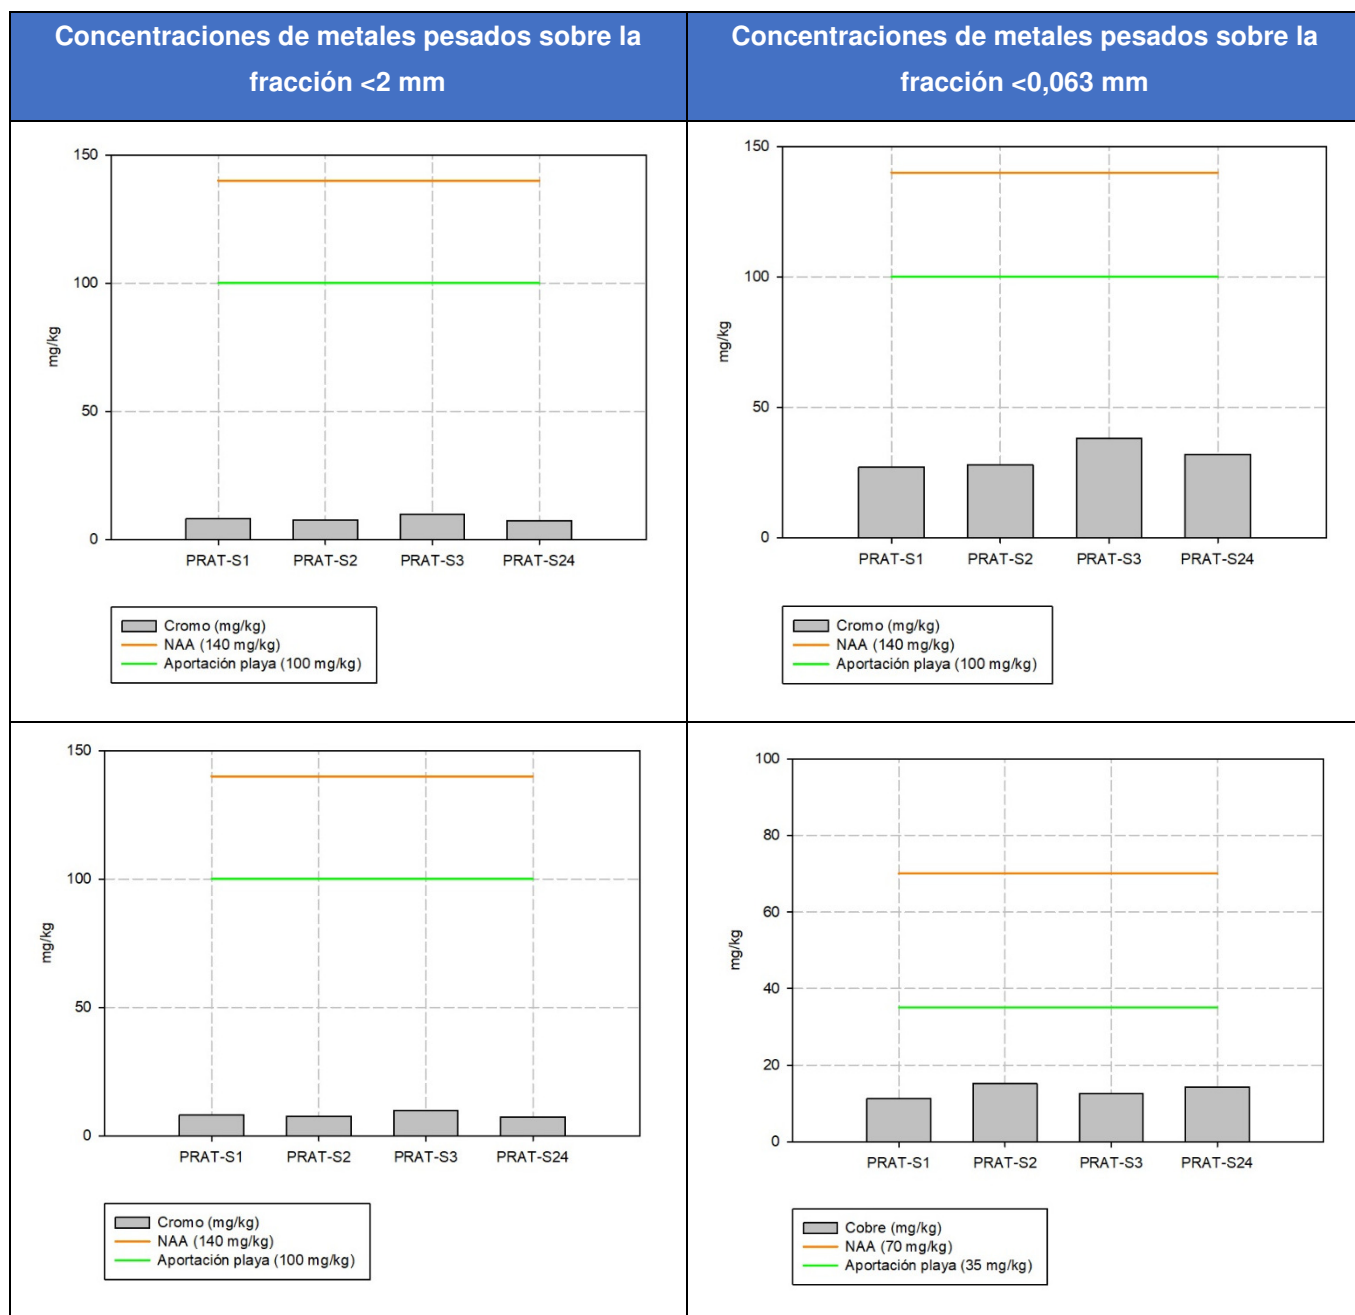 Concentraciones de metales pesados sobre la
fracción <2 mm
Concentraciones de metales pesados sobre la
fracción <0,063 mm
150
100
50
0
mg/kg
PRAT-S1 PRAT-S2 PRAT-S3 PRAT-S24
Cromo (mg/kg)
NAA (140 mg/kg)
Aportación playa (100 mg/kg)
150
100
50
0
mg/kg
PRAT-S1 PRAT-S2 PRAT-S3 PRAT-S24
Cromo (mg/kg)
NAA (140 mg/kg)
Aportación playa (100 mg/kg)
150
100
50
0
mg/kg
PRAT-S1 PRAT-S2 PRAT-S3 PRAT-S24
Cromo (mg/kg)
NAA (140 mg/kg)
Aportación playa (100 mg/kg)
100
80
60
40
20
0
mg/kg
PRAT-S1 PRAT-S2 PRAT-S3 PRAT-S24
Cobre (mg/kg)
NAA (70 mg/kg)
Aportación playa (35 mg/kg)